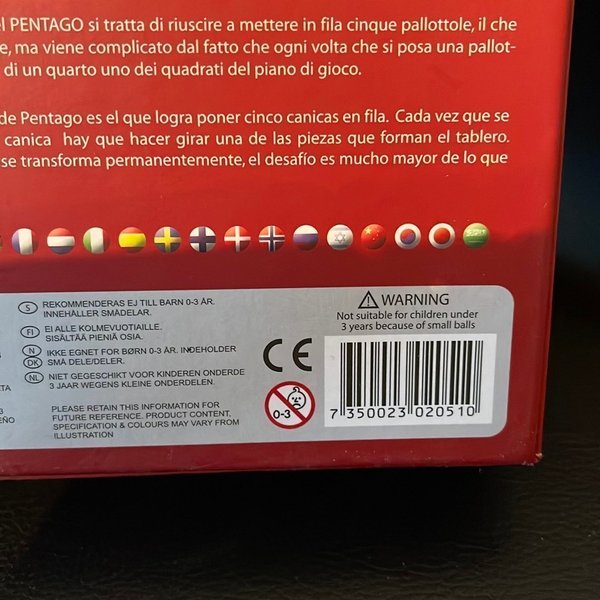 el PENTAGO si tratta di riuscire a mettere in fila cinque pallottole, il che
e, ma viene complicato dal fatto che ogni volta che si posa una pallot-
di un quarto uno dei quadrati del piano di gioco.
de Pentago es el que logra poner cinco canicas en fila. Cada vez que se
canica hay que hacer girar una de las piezas que forman el tablero.
se transforma permanentemente, el desafío es mucho mayor de lo que
S REKOMMENDERAS EJ TILL BARN 0-3 ÅR.
INNEHÅLLER SMÅDELAR.
FI EI ALLE KOLMEVUOTIAILLE.
SISÄLTÄÄ PIENIÄ OSIA.
N IKKE EGNET FOR BØRN 0-3 ÅR. INDEHOLDER
DK SMÅ DELE/DELER.
NL NIET GEGESCHIKT VOOR KINDEREN ONDERDE
3 JAAR WEGENS KLEINE ONDERDELEN.
PLEASE RETAIN THIS INFORMATION FOR
FUTURE REFERENCE. PRODUCT CONTENT,
SPECIFICATION & COLOURS MAY VARY FROM
ILLUSTRATION
ETA
3
EÑO
CE
0-3
WARNING
Not suitable for children under
3 years because of small balls
7 350023 020510